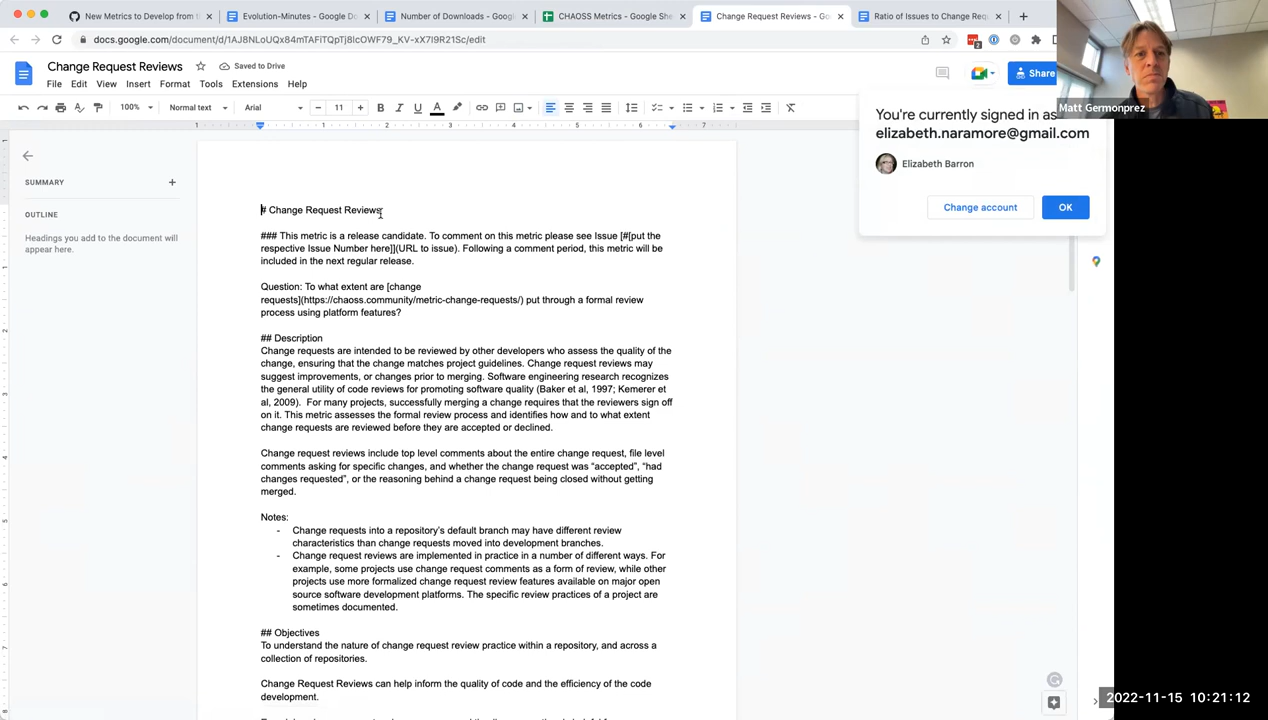 New Metrics to Develop from t
Evolution-Minutes - Google Do
Number of Downloads - Google
CHAOSS Metrics - Google She
Change Request Reviews - Go
Ratio of Issues to Change Req
docs.google.com/document/d/1AJ8NLoUQx84mTAFiTQpTj8IcOWF79_KV-xX7I9R21Sc/edit
Change Request Reviews
Saved to Drive
File Edit View Insert Format Tools Extensions Help
Share
100% Normal text Arial 11
Matt Germonprez
You're currently signed in as
elizabeth.naramore@gmail.com
Elizabeth Barron
Change account OK
SUMMARY
OUTLINE
Headings you add to the document will
appear here.
# Change Request Reviews
### This metric is a release candidate. To comment on this metric please see Issue [#[put the
respective Issue Number here]](URL to issue). Following a comment period, this metric will be
included in the next regular release.
Question: To what extent are [change
requests](https://chaoss.community/metric-change-requests/) put through a formal review
process using platform features?
## Description
Change requests are intended to be reviewed by other developers who assess the quality of the
change, ensuring that the change matches project guidelines. Change request reviews may
suggest improvements, or changes prior to merging. Software engineering research recognizes
the general utility of code reviews for promoting software quality (Baker et al, 1997; Kemerer et
al, 2009). For many projects, successfully merging a change requires that the reviewers sign off
on it. This metric assesses the formal review process and identifies how and to what extent
change requests are reviewed before they are accepted or declined.
Change request reviews include top level comments about the entire change request, file level
comments asking for specific changes, and whether the change request was “accepted”, “had
changes requested”, or the reasoning behind a change request being closed without getting
merged.
Notes:
- Change requests into a repository's default branch may have different review
characteristics than change requests moved into development branches.
- Change request reviews are implemented in practice in a number of different ways. For
example, some projects use change request comments as a form of review, while other
projects use more formalized change request review features available on major open
source software development platforms. The specific review practices of a project are
sometimes documented.
## Objectives
To understand the nature of change request review practice within a repository, and across a
collection of repositories.
Change Request Reviews can help inform the quality of code and the efficiency of the code
development.
2022-11-15 10:21:12